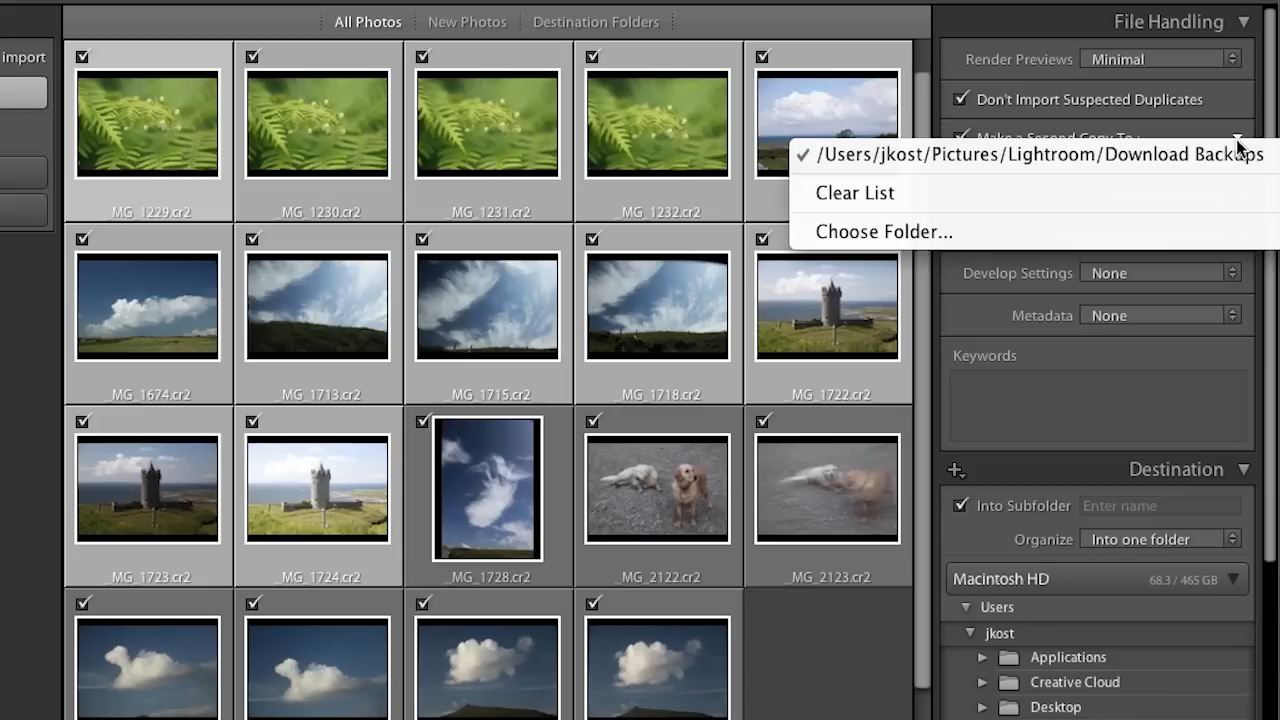 All Photos New Photos Destination Folders
File Handling
import
Render Previews Minimal
Don't Import Suspected Duplicates
Make a Second Copy To :
/Users/jkost/Pictures/Lightroom/Download Backups
Clear List
Choose Folder...
_MG_1229.cr2 _MG_1230.cr2 _MG_1231.cr2 _MG_1232.cr2
Develop Settings None
Metadata None
Keywords
_MG_1674.cr2 _MG_1713.cr2 _MG_1715.cr2 _MG_1718.cr2 _MG_1722.cr2
Destination
Into Subfolder Enter name
Organize Into one folder
_MG_1723.cr2 _MG_1724.cr2 _MG_1728.cr2 _MG_2122.cr2 _MG_2123.cr2
Macintosh HD 68.3 / 465 GB
Users
jkost
Applications
Creative Cloud
Desktop